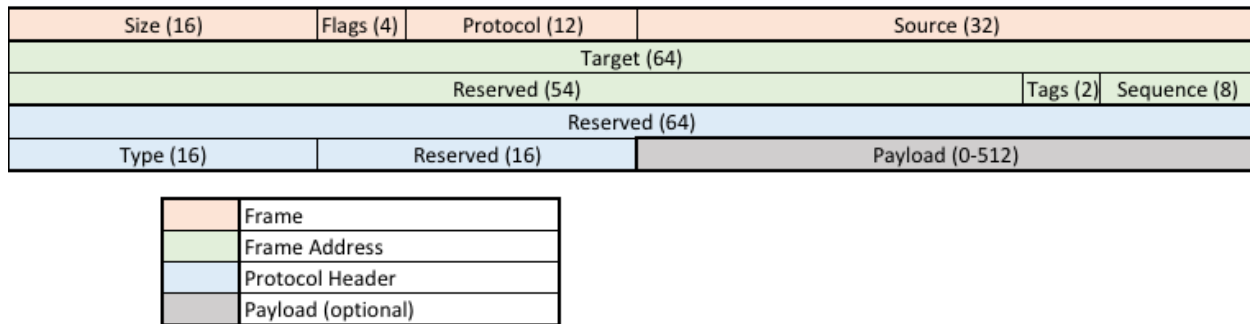 Size (16) Flags (4) Protocol (12) Source (32)
Target (64)
Reserved (54) Tags (2) Sequence (8)
Reserved (64)
Type (16) Reserved (16) Payload (0-512)
Frame
Frame Address
Protocol Header
Payload (optional)